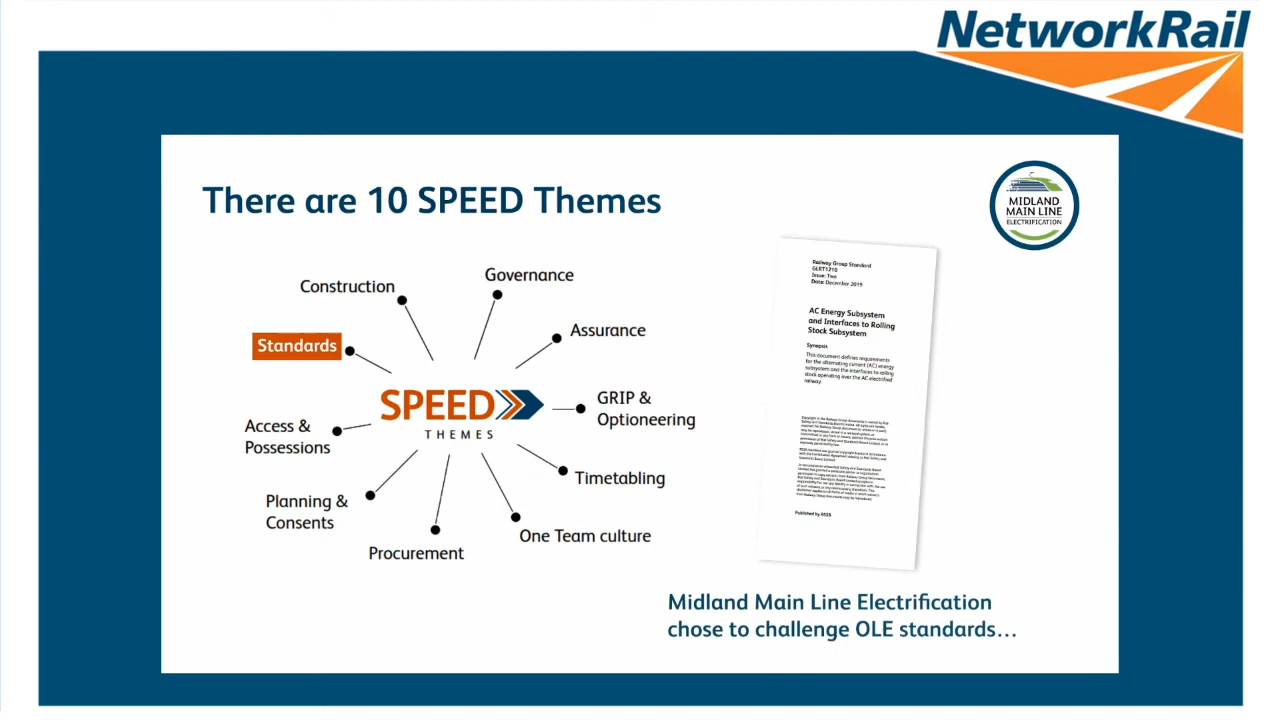 NetworkRail
There are 10 SPEED Themes
MIDLAND
MAIN LINE
ELECTRIFICATION
Construction
Governance
Assurance
Standards
SPEED
THEMES
GRIP &
Optioneering
Access &
Possessions
Timetabling
Planning &
Consents
One Team culture
Procurement
Railway Group Standard
GLRT1210
Issue: Two
Date: December 2019
AC Energy Subsystem
and Interfaces to Rolling
Stock Subsystem
Synopsis
This document defines requirements
for the alternating current (AC) energy
subsystem and the interfaces to rolling
stock operating over the AC electrified
railway.
Published by RSSB
Midland Main Line Electrification
chose to challenge OLE standards…